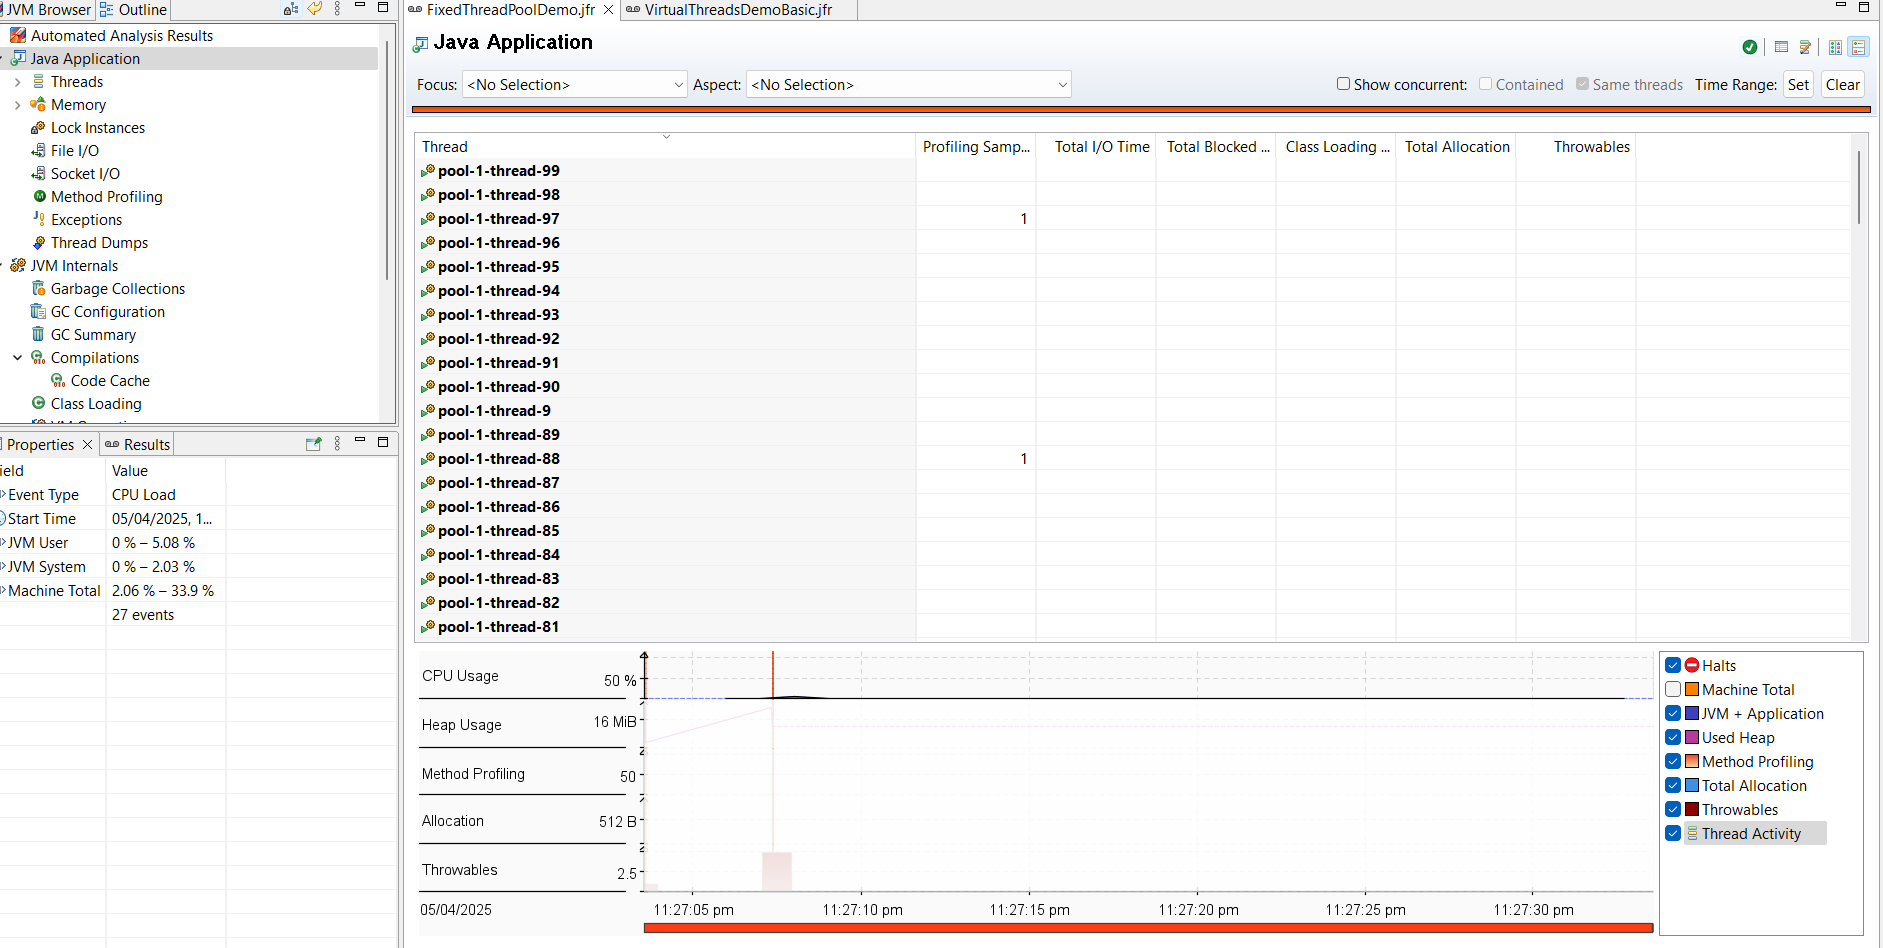 JVM Browser Outline
Automated Analysis Results
Java Application
Threads
Memory
Lock Instances
File I/O
Socket I/O
Method Profiling
Exceptions
Thread Dumps
JVM Internals
Garbage Collections
GC Configuration
GC Summary
Compilations
Code Cache
Class Loading
Properties Results
ield Value
Event Type CPU Load
Start Time 05/04/2025, 1...
JVM User 0 % – 5.08 %
JVM System 0 % – 2.03 %
Machine Total 2.06 % – 33.9 %
27 events
FixedThreadPoolDemo.jfr VirtualThreadsDemoBasic.jfr
Java Application
Focus: <No Selection> Aspect: <No Selection> Show concurrent: Contained Same threads Time Range: Set Clear
Thread Profiling Samp... Total I/O Time Total Blocked ... Class Loading ... Total Allocation Throwables
pool-1-thread-99
pool-1-thread-98
pool-1-thread-97 1
pool-1-thread-96
pool-1-thread-95
pool-1-thread-94
pool-1-thread-93
pool-1-thread-92
pool-1-thread-91
pool-1-thread-90
pool-1-thread-9
pool-1-thread-89
pool-1-thread-88 1
pool-1-thread-87
pool-1-thread-86
pool-1-thread-85
pool-1-thread-84
pool-1-thread-83
pool-1-thread-82
pool-1-thread-81
CPU Usage 50 %
Heap Usage 16 MiB
Method Profiling 50
Allocation 512 B
Throwables 2.5
05/04/2025 11:27:05 pm 11:27:10 pm 11:27:15 pm 11:27:20 pm 11:27:25 pm 11:27:30 pm
Halts
Machine Total
JVM + Application
Used Heap
Method Profiling
Total Allocation
Throwables
Thread Activity